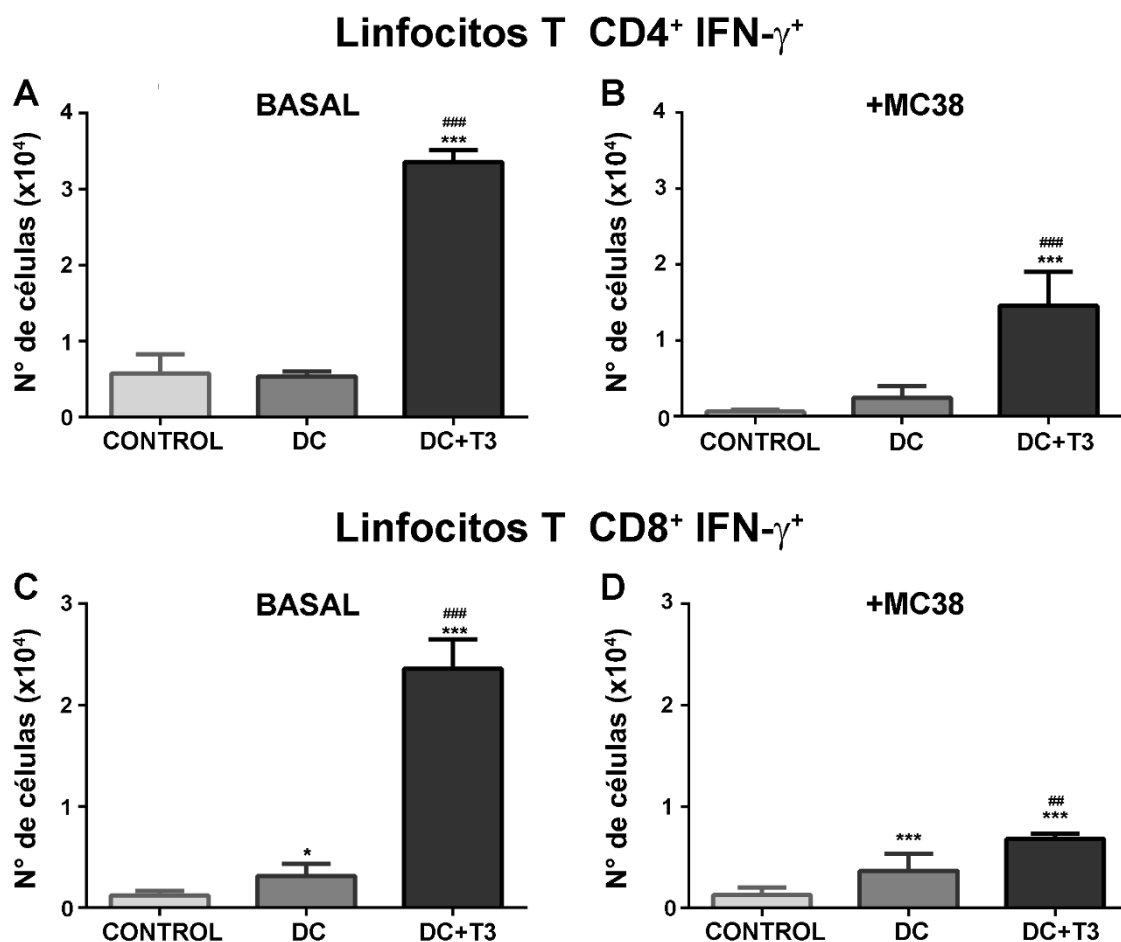 Linfocitos T CD4⁺ IFN-γ⁺
A
BASAL
N° de células (x10⁴)
4
3
2
1
0
###
***
CONTROL DC DC+T3
B
+MC38
N° de células (x10⁴)
4
3
2
1
0
###
***
CONTROL DC DC+T3
Linfocitos T CD8⁺ IFN-γ⁺
C
BASAL
N° de células (x10⁴)
3
2
1
0
*
###
***
CONTROL DC DC+T3
D
+MC38
N° de células (x10⁴)
3
2
1
0
***
##
***
CONTROL DC DC+T3